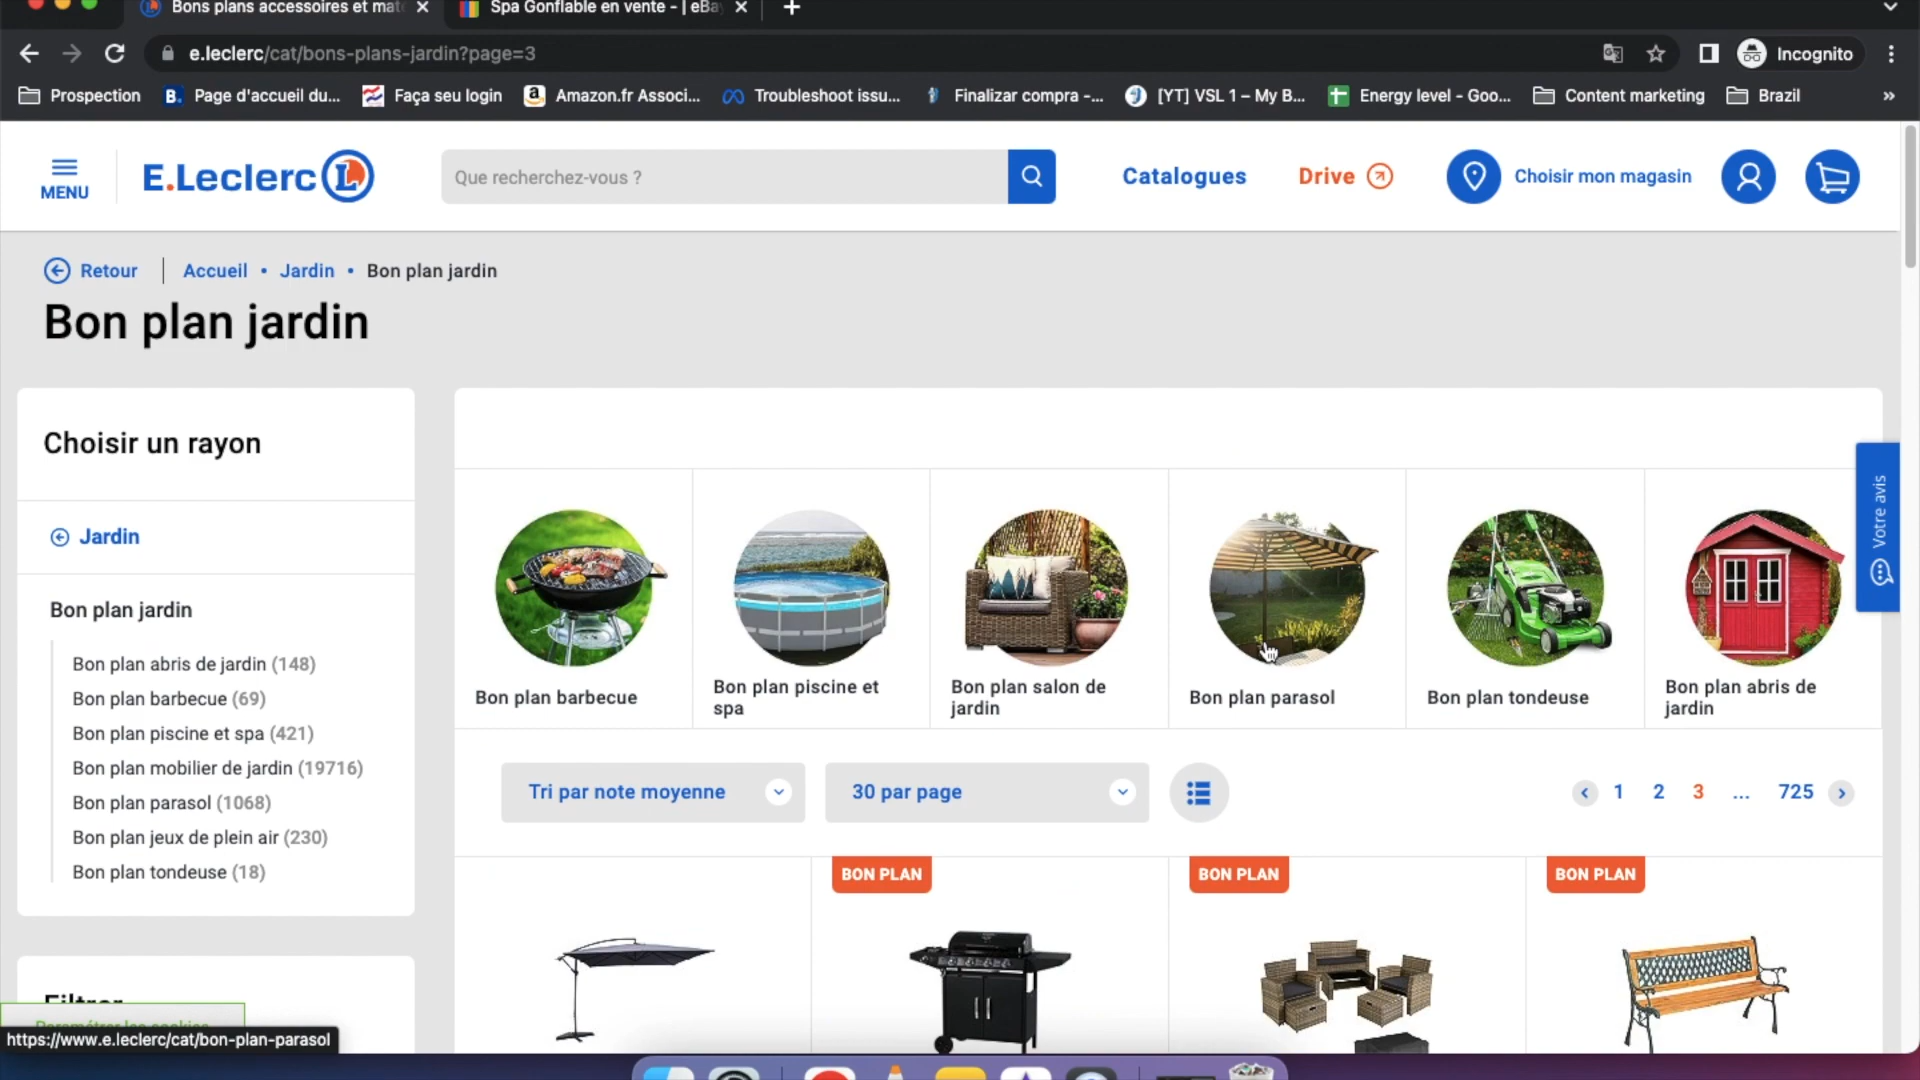 Bons plans accessoires et mat
Spa Gonflable en vente - | eBay
e.leclerc/cat/bons-plans-jardin?page=3
Incognito
Prospection
B.
Page d'accueil du...
Faça seu login
Amazon.fr Associ...
Troubleshoot issu...
Finalizar compra -...
[YT] VSL 1 – My B...
Energy level - Goo...
Content marketing
Brazil
»
MENU
E.Leclerc L
Que recherchez-vous ?
Catalogues
Drive
Choisir mon magasin
Retour
Accueil • Jardin • Bon plan jardin
Bon plan jardin
Choisir un rayon
Jardin
Bon plan jardin
Bon plan abris de jardin (148)
Bon plan barbecue (69)
Bon plan piscine et spa (421)
Bon plan mobilier de jardin (19716)
Bon plan parasol (1068)
Bon plan jeux de plein air (230)
Bon plan tondeuse (18)
Filtrer
Paramétrer les cookies
https://www.e.leclerc/cat/bon-plan-parasol
Bon plan barbecue
Bon plan piscine et
spa
Bon plan salon de
jardin
Bon plan parasol
Bon plan tondeuse
Bon plan abris de
jardin
Votre avis
Tri par note moyenne
30 par page
1 2 3 ... 725
BON PLAN
BON PLAN
BON PLAN